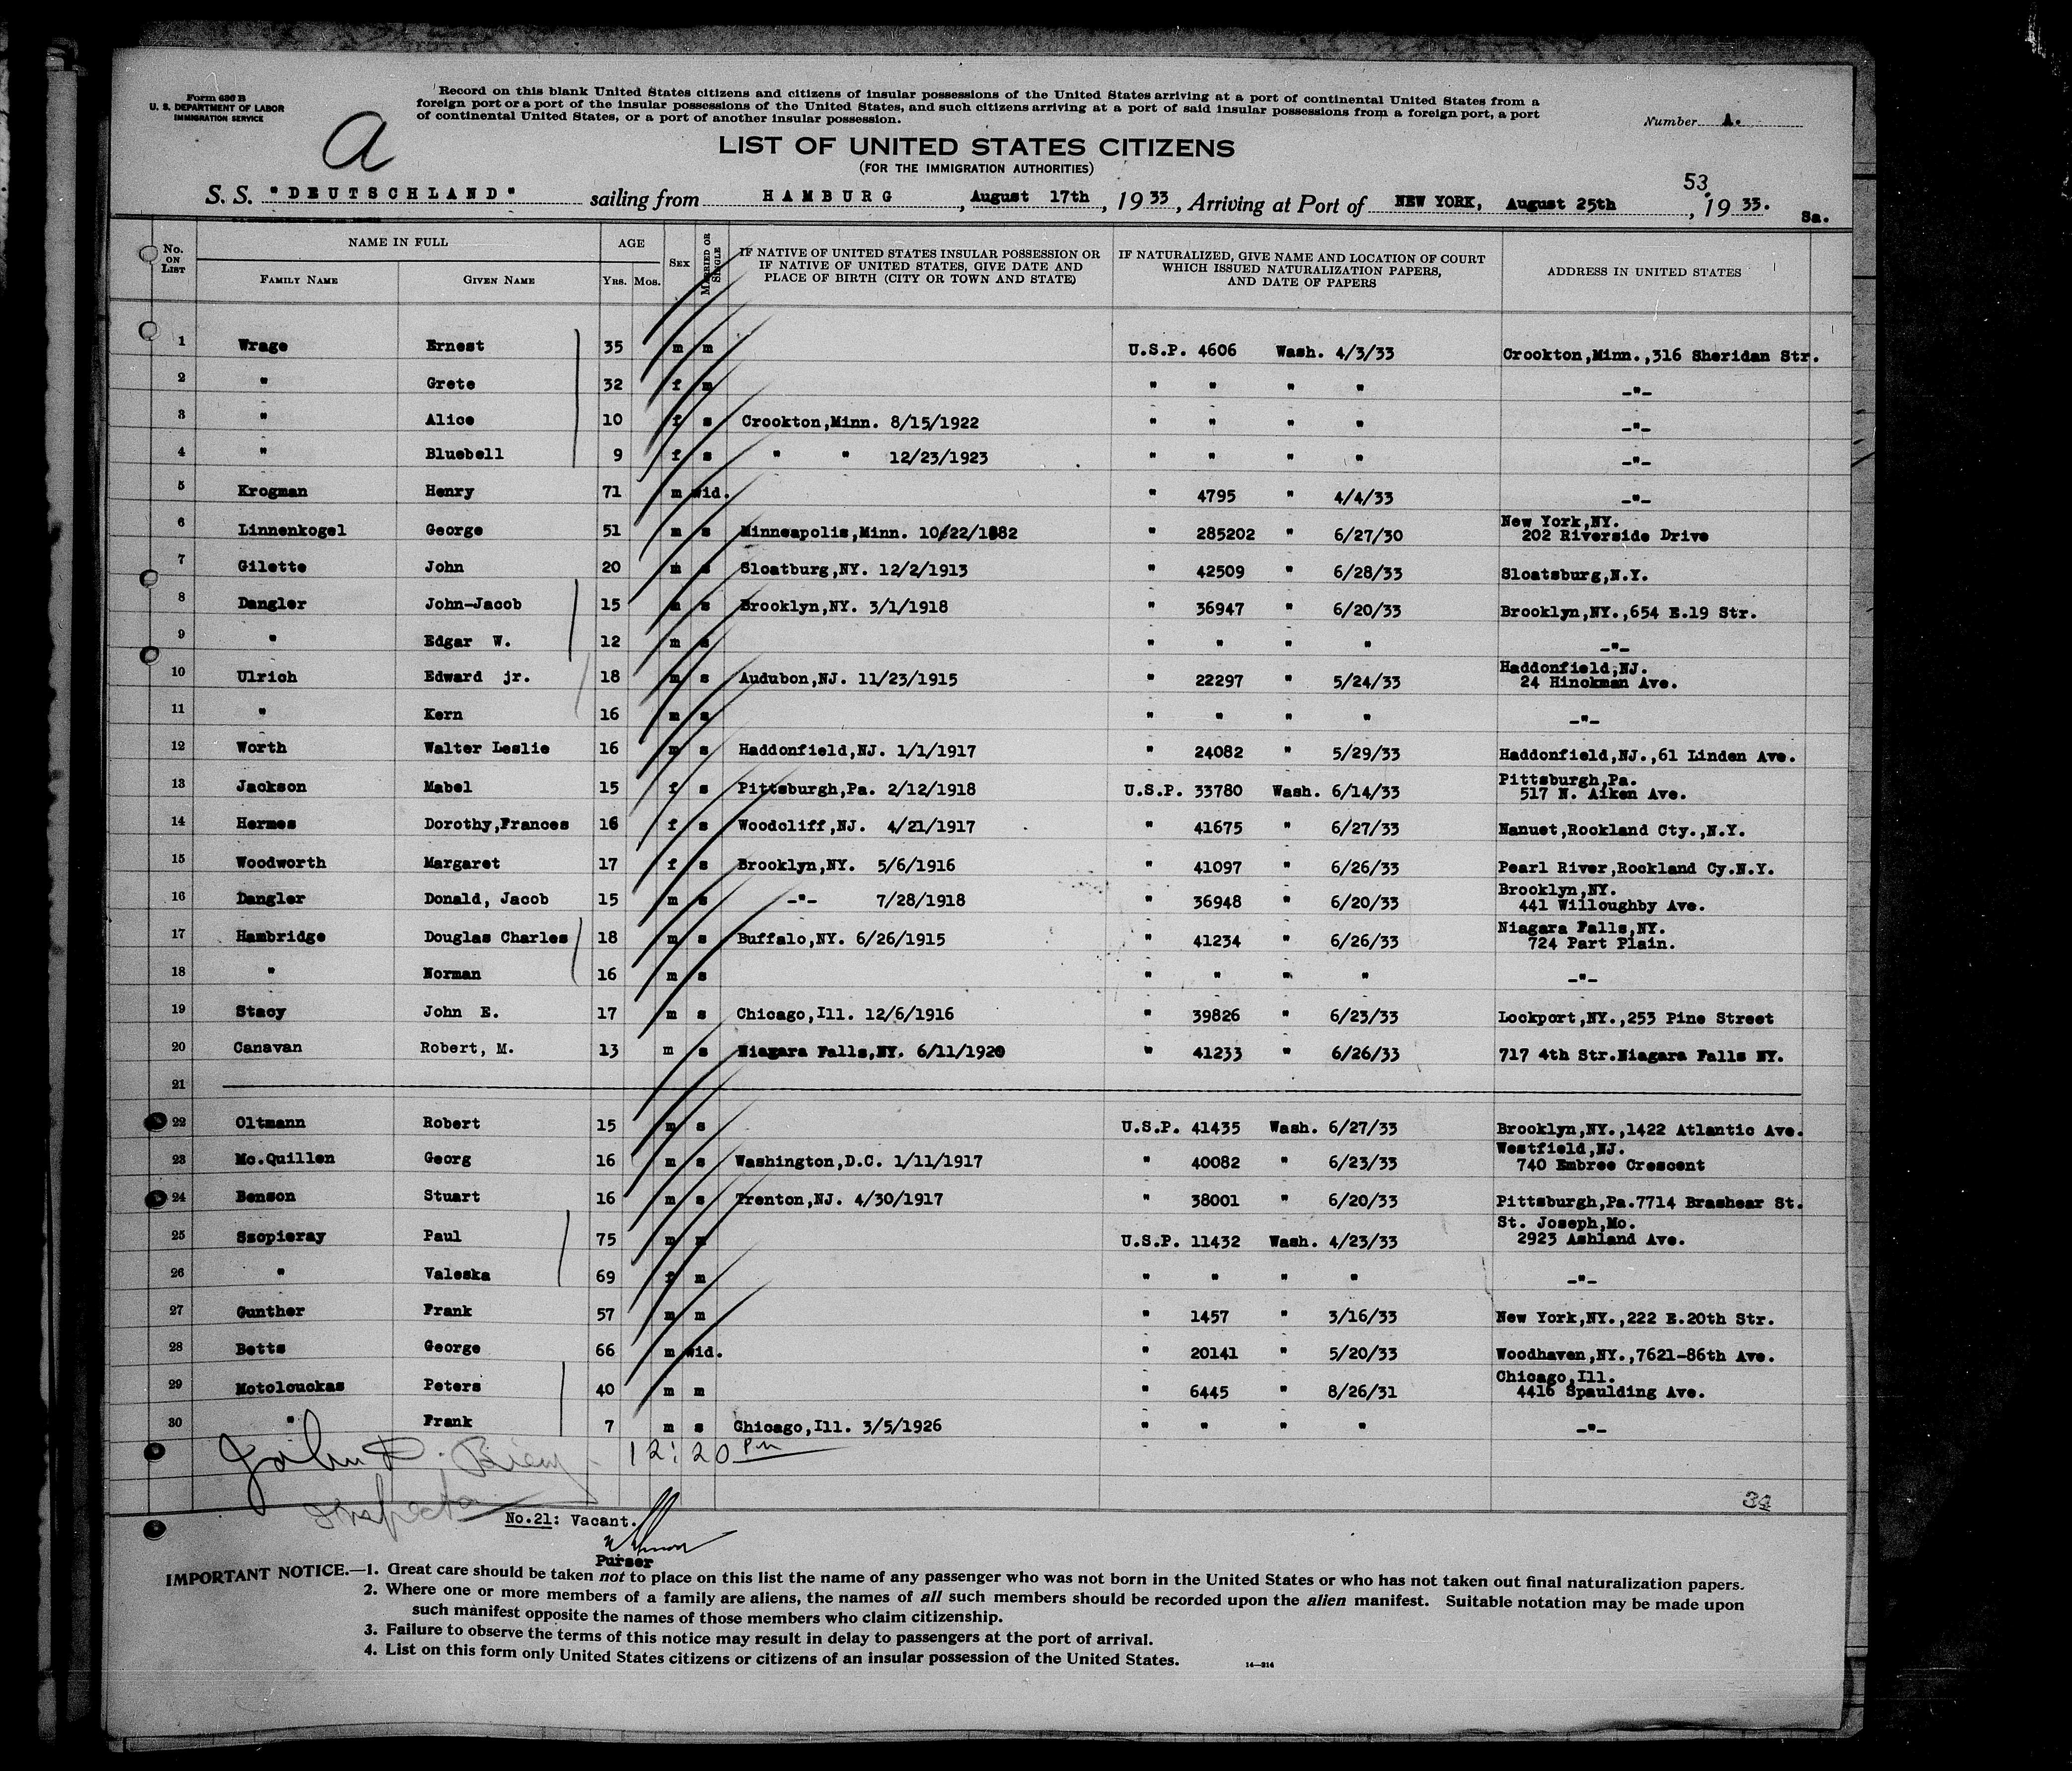 Form 630 B
U. S. DEPARTMENT OF LABOR
IMMIGRATION SERVICE
a
Record on this blank United States citizens and citizens of insular possessions of the United States arriving at a port of continental United States from a
foreign port or a port of the insular possessions of the United States, and such citizens arriving at a port of said insular possessions from a foreign port, a port
of continental United States, or a port of another insular possession.
Number A.
LIST OF UNITED STATES CITIZENS
(FOR THE IMMIGRATION AUTHORITIES)
53
S. S. "DEUTSCHLAND" sailing from HAMBURG, August 17th, 1933, Arriving at Port of NEW YORK, August 25th, 1933. Sa.
No. ON LIST NAME IN FULL AGE SEX MARRIED OR SINGLE IF NATIVE OF UNITED STATES INSULAR POSSESSION OR IF NATIVE OF UNITED STATES, GIVE DATE AND PLACE OF BIRTH (CITY OR TOWN AND STATE) IF NATURALIZED, GIVE NAME AND LOCATION OF COURT WHICH ISSUED NATURALIZATION PAPERS, AND DATE OF PAPERS ADDRESS IN UNITED STATES
FAMILY NAME GIVEN NAME YRS. MOS.
1 Wrage Ernest 35 m m U.S.P. 4606 Wash. 4/3/33 Crookton,Minn.,316 Sheridan Str.
2 " Grete 32 f m " " " " -"-
3 " Alice 10 f s Crookton,Minn. 8/15/1922 " " " " -"-
4 " Bluebell 9 f s " " 12/23/1923 " " " " -"-
5 Krogman Henry 71 m wid. " 4795 " 4/4/33 -"-
6 Linnenkogel George 51 m s Minneapolis,Minn. 10/22/1882 " 285202 " 6/27/30 New York,NY. 202 Riverside Drive
7 Gilette John 20 m s Sloatburg,NY. 12/2/1913 " 42509 " 6/28/33 Sloatsburg,N.Y.
8 Dangler John-Jacob 15 m s Brooklyn,NY. 3/1/1918 " 36947 " 6/20/33 Brooklyn,NY.,654 E.19 Str.
9 " Edgar W. 12 m s " " " " -"-
10 Ulrich Edward jr. 18 m s Audubon,NJ. 11/23/1915 " 22297 " 5/24/33 Haddonfield,NJ. 24 Hinckman Ave.
11 " Kern 16 m s " " " " -"-
12 Worth Walter Leslie 16 m s Haddonfield,NJ. 1/1/1917 " 24082 " 5/29/33 Haddonfield,NJ.,61 Linden Ave.
13 Jackson Mabel 15 f s Pittsburgh,Pa. 2/12/1918 U.S.P. 33780 Wash. 6/14/33 Pittsburgh,Pa. 517 N. Aiken Ave.
14 Hermes Dorothy,Frances 16 f s Woodcliff,NJ. 4/21/1917 " 41675 " 6/27/33 Nanuet,Rockland Cty.,N.Y.
15 Woodworth Margaret 17 f s Brooklyn,NY. 5/6/1916 " 41097 " 6/26/33 Pearl River,Rockland Cy.N.Y.
16 Dangler Donald, Jacob 15 m s -"- 7/28/1918 " 36948 " 6/20/33 Brooklyn,NY. 441 Willoughby Ave.
17 Hambridge Douglas Charles 18 m s Buffalo,NY. 6/26/1915 " 41234 " 6/26/33 Niagara Falls,NY. 724 Part Plain.
18 " Norman 16 m s " " " " -"-
19 Stacy John E. 17 m s Chicago,Ill. 12/6/1916 " 39826 " 6/23/33 Lockport,NY.,253 Pine Street
20 Canavan Robert, M. 13 m s Niagara Falls,NY. 6/11/1920 " 41233 " 6/26/33 717 4th Str.Niagara Falls NY.
21
22 Oltmann Robert 15 m s U.S.P. 41435 Wash. 6/27/33 Brooklyn,NY.,1422 Atlantic Ave.
23 Mc.Quillen Georg 16 m s Washington,D.C. 1/11/1917 " 40082 " 6/23/33 Westfield,NJ. 740 Embree Crescent
24 Benson Stuart 16 m s Trenton,NJ. 4/30/1917 " 38001 " 6/20/33 Pittsburgh,Pa.7714 Brashear St.
25 Szopieray Paul 75 m m U.S.P. 11432 Wash. 4/23/33 St. Joseph,Mo. 2923 Ashland Ave.
26 " Valeska 69 f m " " " " -"-
27 Gunther Frank 57 m m " 1457 " 3/16/33 New York,NY.,222 E.20th Str.
28 Betts George 66 m wid. " 20141 " 5/20/33 Woodhaven,NY.,7621-86th Ave.
29 Motolouckas Peters 40 m m " 6445 " 8/26/31 Chicago,Ill. 4416 Spaulding Ave.
30 " Frank 7 m s Chicago,Ill. 3/5/1926 " " " " -"-
John 12:20 PM
Inspector
34
No.21: Vacant.
Purser
IMPORTANT NOTICE.—1. Great care should be taken not to place on this list the name of any passenger who was not born in the United States or who has not taken out final naturalization papers.
2. Where one or more members of a family are aliens, the names of all such members should be recorded upon the alien manifest. Suitable notation may be made upon
such manifest opposite the names of those members who claim citizenship.
3. Failure to observe the terms of this notice may result in delay to passengers at the port of arrival.
4. List on this form only United States citizens or citizens of an insular possession of the United States.
14—214